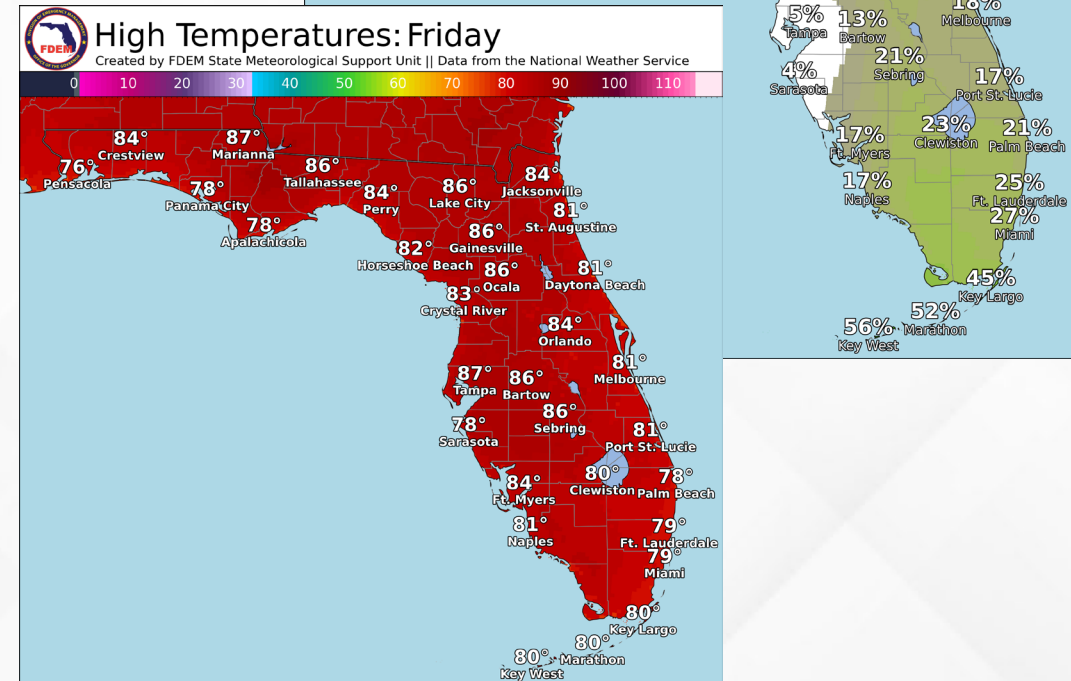 FDEM
High Temperatures: Friday
Created by FDEM State Meteorological Support Unit || Data from the National Weather Service
0 10 20 30 40 50 60 70 80 90 100 110
84°
Crestview
87°
Marianna
76°
Pensacola
78°
Panama City
86°
Tallahassee
78°
Apalachicola
84°
Perry
86°
Lake City
84°
Jacksonville
81°
St. Augustine
86°
Gainesville
82°
Horseshoe Beach
86°
Ocala
81°
Daytona Beach
83°
Crystal River
84°
Orlando
81°
Melbourne
87°
Tampa
86°
Bartow
86°
Sebring
78°
Sarasota
81°
Port St. Lucie
80°
Clewiston
78°
Palm Beach
84°
Ft. Myers
81°
Naples
79°
Ft. Lauderdale
79°
Miami
80°
Key Largo
80°
Marathon
80°
Key West
18%
Melbourne
5%
Tampa
13%
Bartow
21%
Sebring
4%
Sarasota
17%
Port St. Lucie
17%
Ft. Myers
23%
Clewiston
21%
Palm Beach
17%
Naples
25%
Ft. Lauderdale
27%
Miami
45%
Key Largo
52%
Marathon
56%
Key West